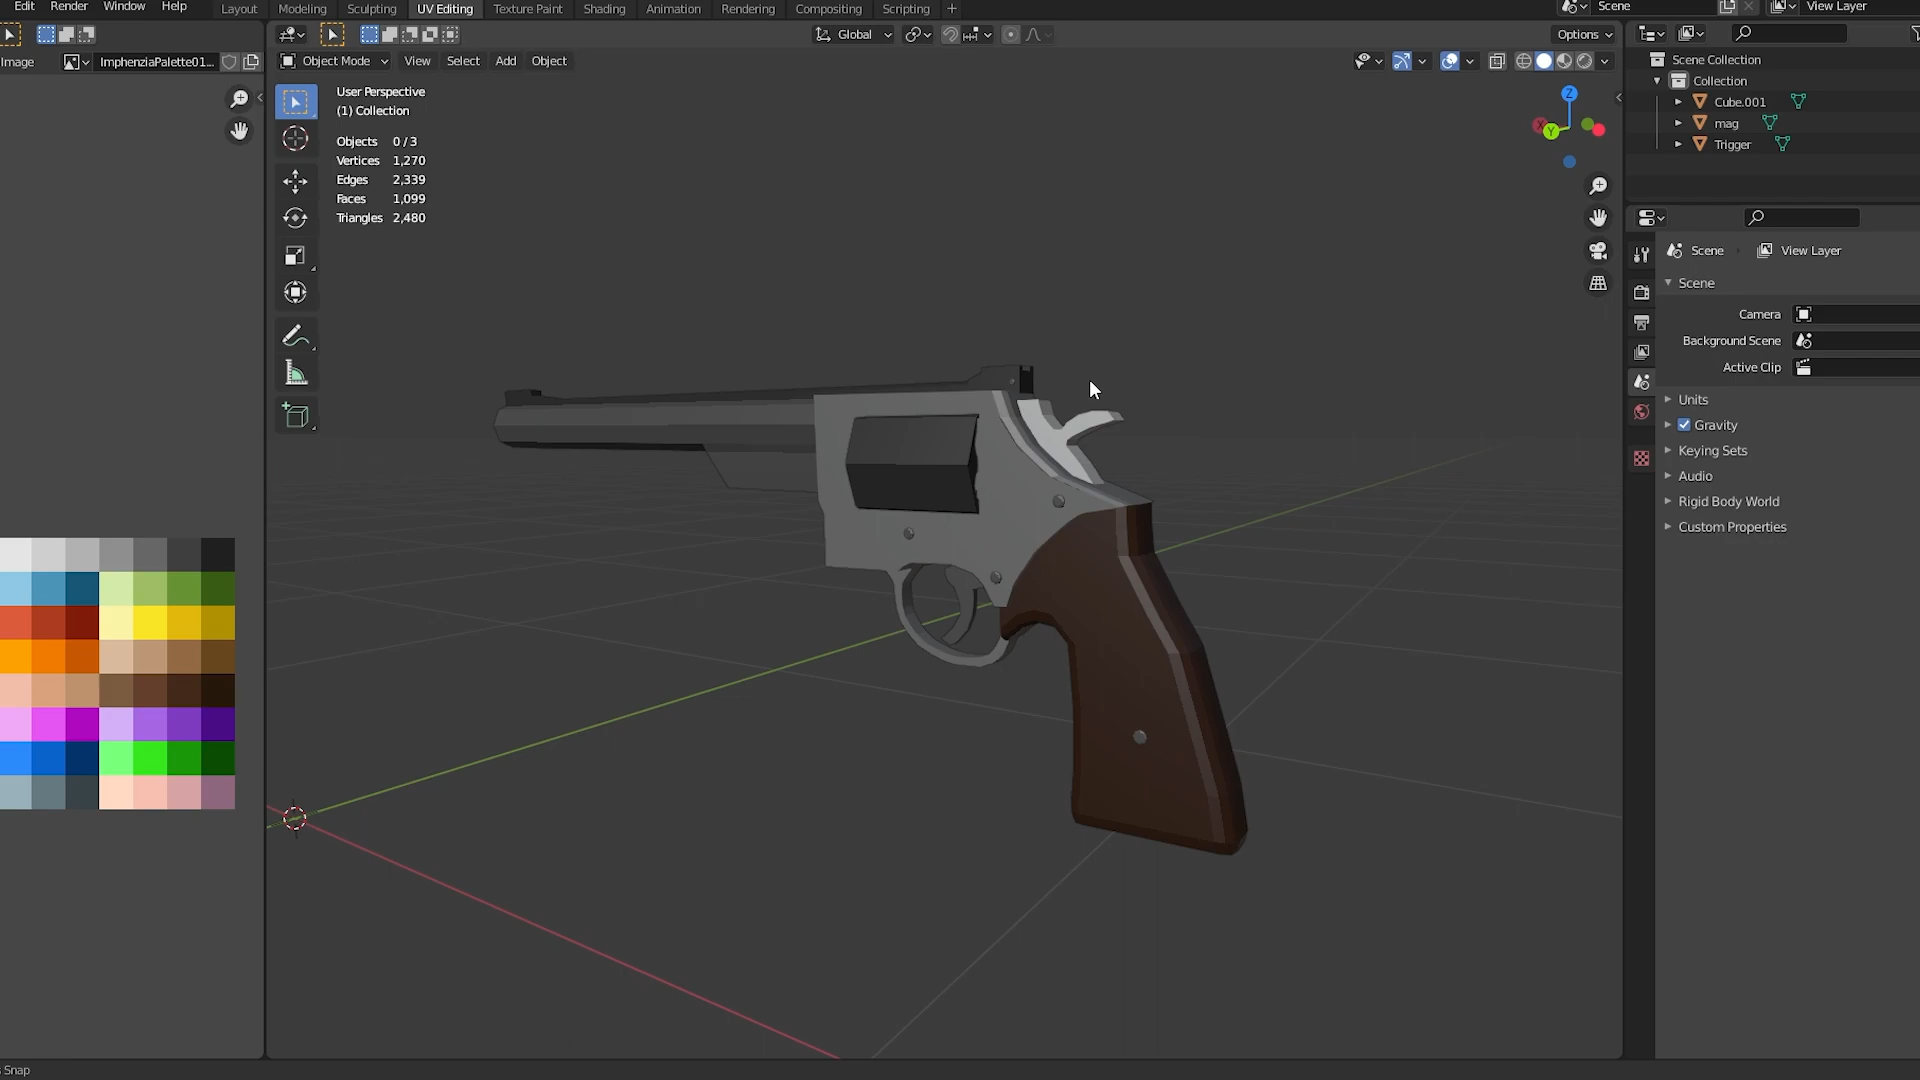 Edit Render Window Help Layout Modeling Sculpting UV Editing Texture Paint Shading Animation Rendering Compositing Scripting + Scene View Layer
Global Options
Image ImphenziaPalette01...
Object Mode View Select Add Object
User Perspective
(1) Collection
Objects 0 / 3
Vertices 1,270
Edges 2,339
Faces 1,099
Triangles 2,480
Z
X
Y
Scene Collection
Collection
Cube.001
mag
Trigger
Scene View Layer
Scene
Camera
Background Scene
Active Clip
Units
Gravity
Keying Sets
Audio
Rigid Body World
Custom Properties
Snap